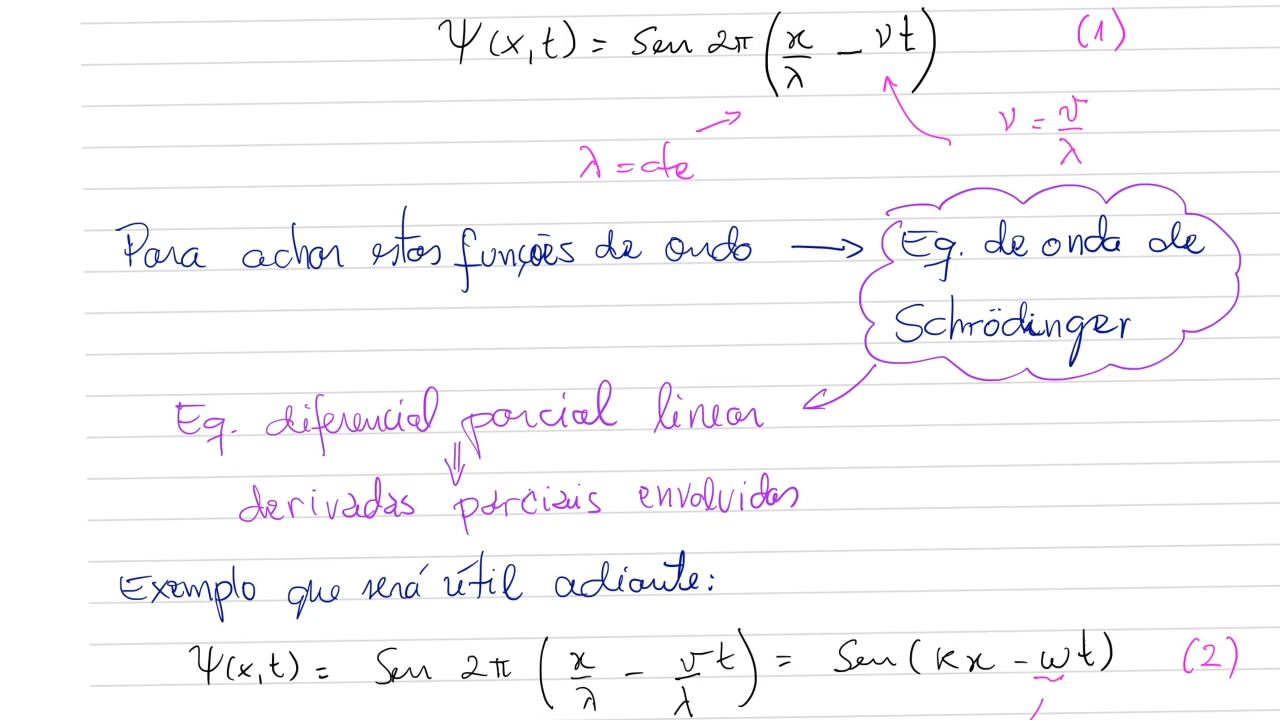 Ψ(x,t) = Sen 2π (x/λ - νt) (1)
λ = cte
ν = v/λ
Para achar estas funções de onda → Eq. de onda de
Schrödinger
Eq. diferencial parcial linear
⇓
derivadas parciais envolvidas
Exemplo que será útil adiante:
Ψ(x,t) = Sen 2π (x/λ - v/λ t) = Sen (kx - ωt) (2)